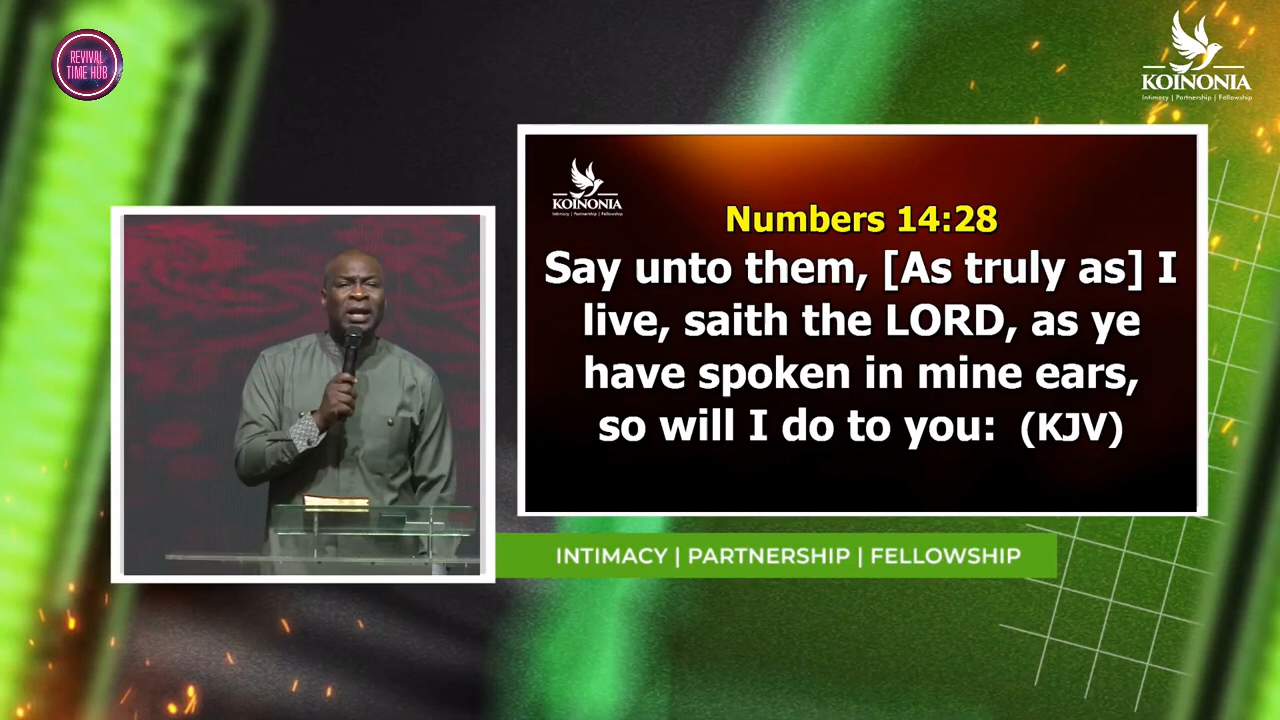 REVIVAL
TIME HUB
KOINONIA
Intimacy | Partnership | Fellowship
KOINONIA
Intimacy | Partnership | Fellowship
Numbers 14:28
Say unto them, [As truly as] I
live, saith the LORD, as ye
have spoken in mine ears,
so will I do to you:  (KJV)
INTIMACY | PARTNERSHIP | FELLOWSHIP